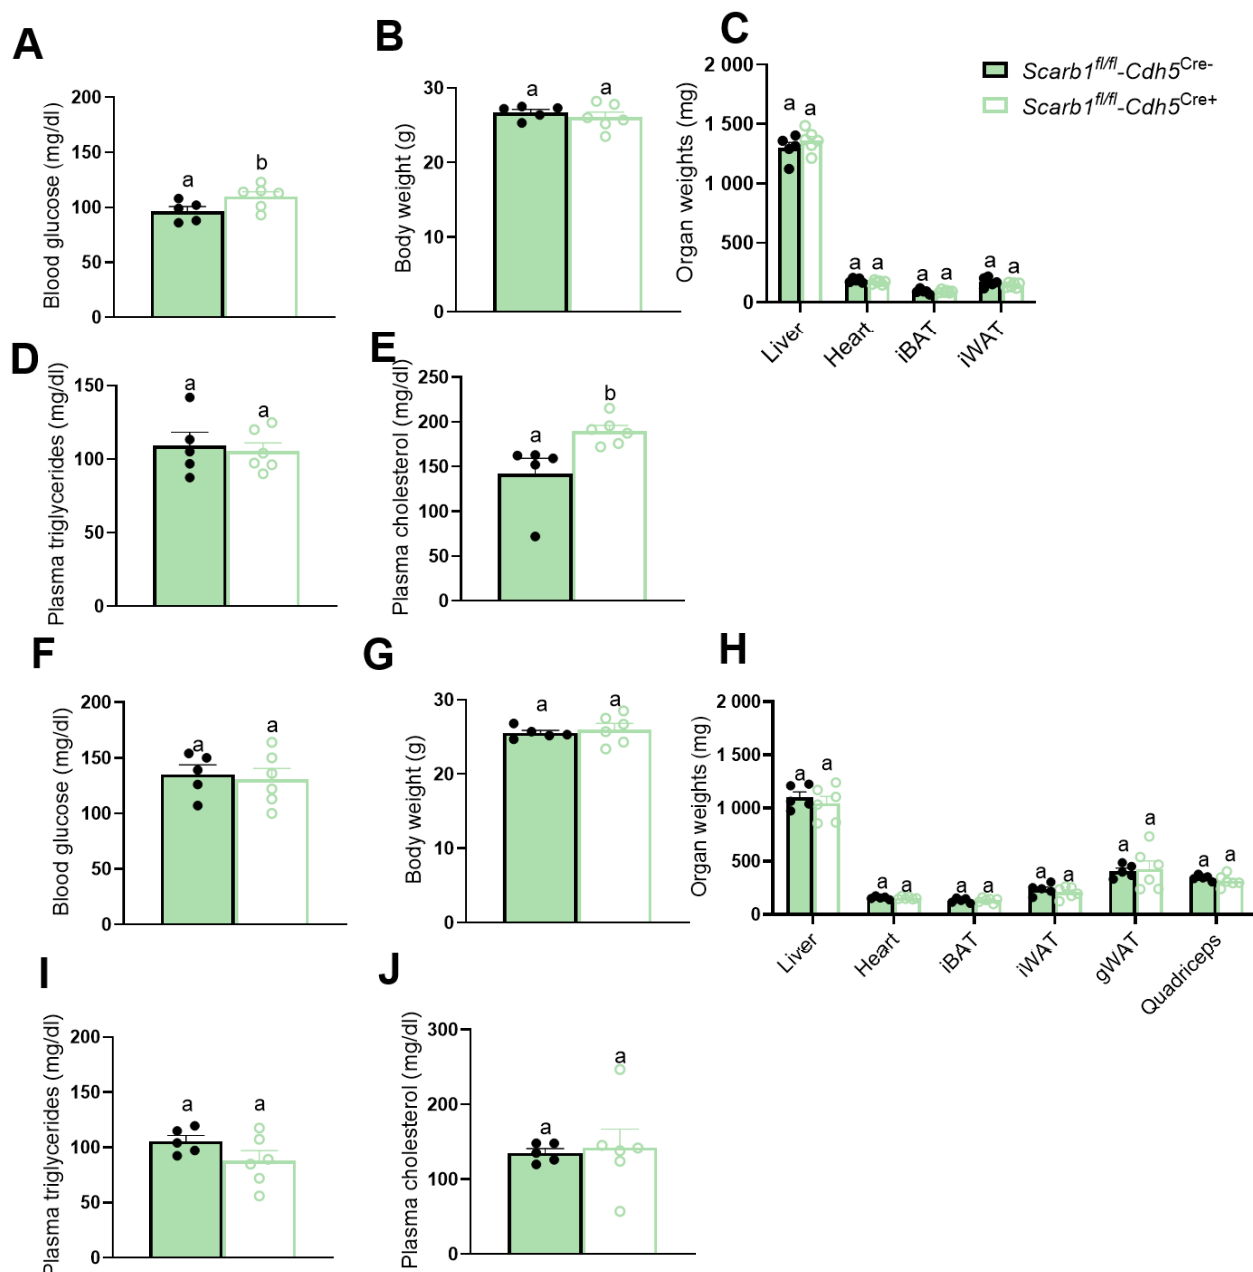 A
Blood glucose (mg/dl)
200
150
100
50
0
a
b
B
Body weight (g)
30
20
10
0
a
a
C
Organ weights (mg)
2 000
1 500
1 000
500
0
a a
a a
a a
a a
Liver
Heart
iBAT
iWAT
Scarb1fl/fl-Cdh5Cre-
Scarb1fl/fl-Cdh5Cre+
D
Plasma triglycerides (mg/dl)
150
100
50
0
a
a
E
Plasma cholesterol (mg/dl)
250
200
150
100
50
0
a
b
F
Blood glucose (mg/dl)
200
150
100
50
0
a
a
G
Body weight (g)
30
20
10
0
a
a
H
Organ weights (mg)
2 000
1 500
1 000
500
0
a a
a a
a a
a a
a a
a a
Liver
Heart
iBAT
iWAT
gWAT
Quadriceps
I
Plasma triglycerides (mg/dl)
200
150
100
50
0
a
a
J
Plasma cholesterol (mg/dl)
300
200
100
0
a
a